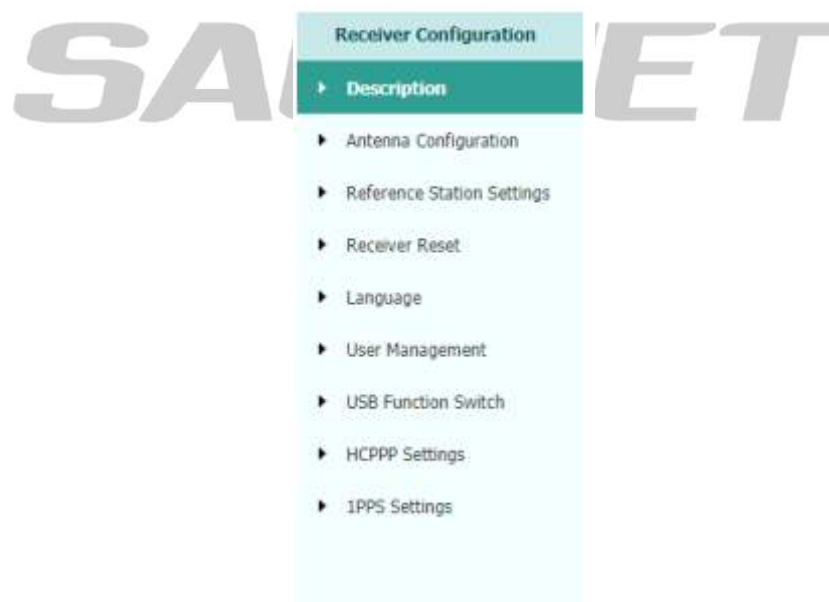 Receiver Configuration
Description
Antenna Configuration
Reference Station Settings
Receiver Reset
Language
User Management
USB Function Switch
HCPPP Settings
1PPS Settings